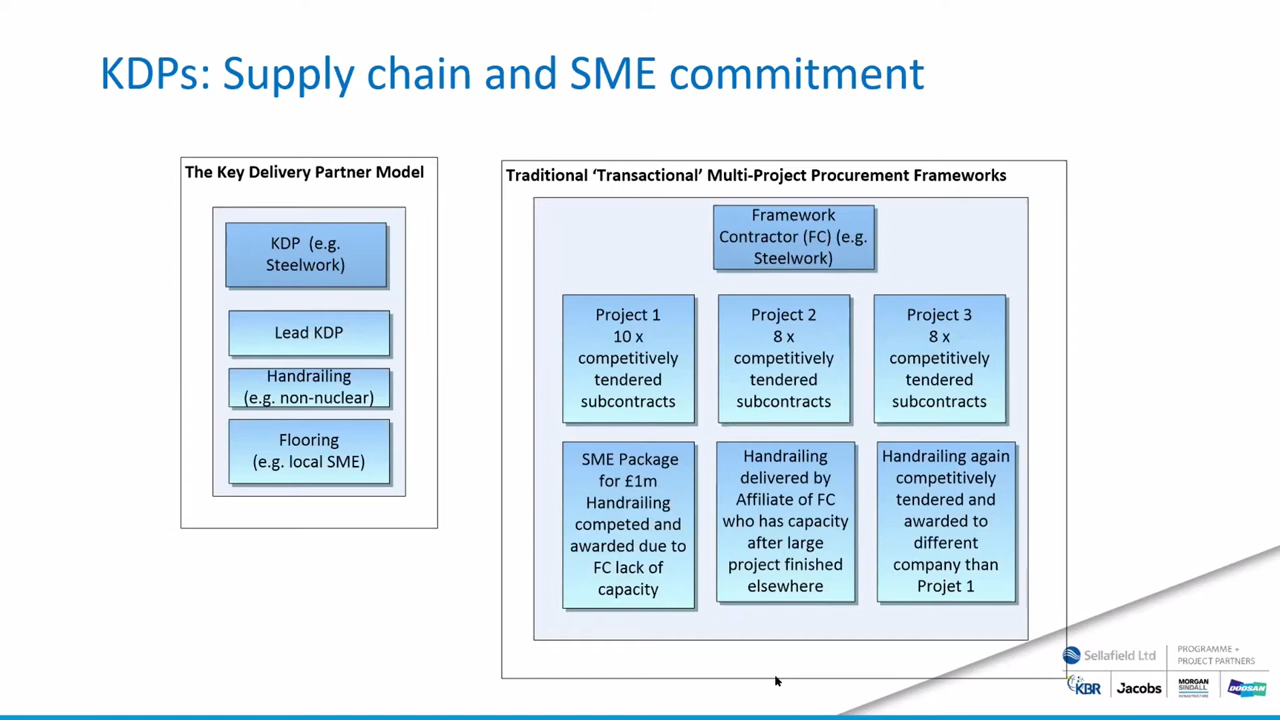 KDPs: Supply chain and SME commitment
The Key Delivery Partner Model
KDP (e.g.
Steelwork)
Lead KDP
Handrailing
(e.g. non-nuclear)
Flooring
(e.g. local SME)
Traditional ‘Transactional’ Multi-Project Procurement Frameworks
Framework
Contractor (FC) (e.g.
Steelwork)
Project 1
10 x
competitively
tendered
subcontracts
Project 2
8 x
competitively
tendered
subcontracts
Project 3
8 x
competitively
tendered
subcontracts
SME Package
for £1m
Handrailing
competed and
awarded due to
FC lack of
capacity
Handrailing
delivered by
Affiliate of FC
who has capacity
after large
project finished
elsewhere
Handrailing again
competitively
tendered and
awarded to
different
company than
Projet 1
Sellafield Ltd
PROGRAMME +
PROJECT PARTNERS
KBR
Jacobs
MORGAN
SINDALL
INFRASTRUCTURE
DOOSAN